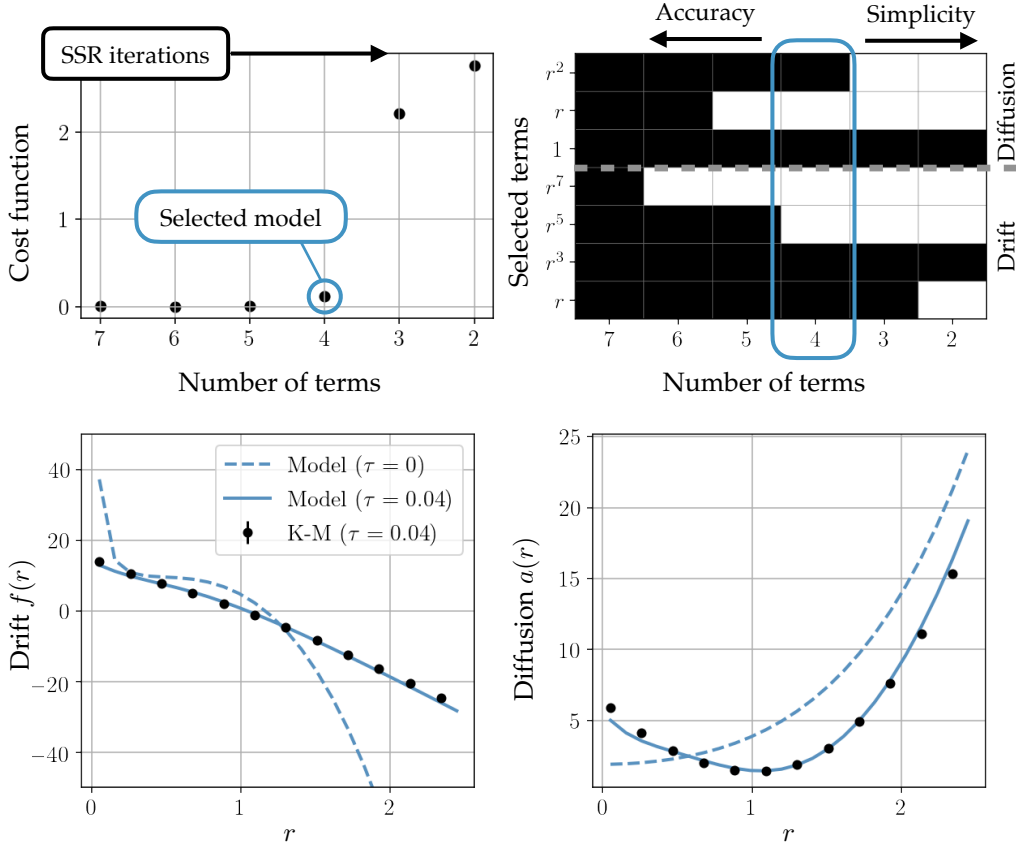 SSR iterations
Cost function
2
1
0
Selected model
7 6 5 4 3 2
Number of terms
Accuracy
Simplicity
Selected terms
r²
r
1
r⁷
r⁵
r³
r
Diffusion
Drift
7 6 5 4 3 2
Number of terms
Drift f(r)
40
20
0
−20
−40
Model (τ = 0)
Model (τ = 0.04)
K-M (τ = 0.04)
0 1 2
r
Diffusion a(r)
25
20
15
10
5
0 1 2
r